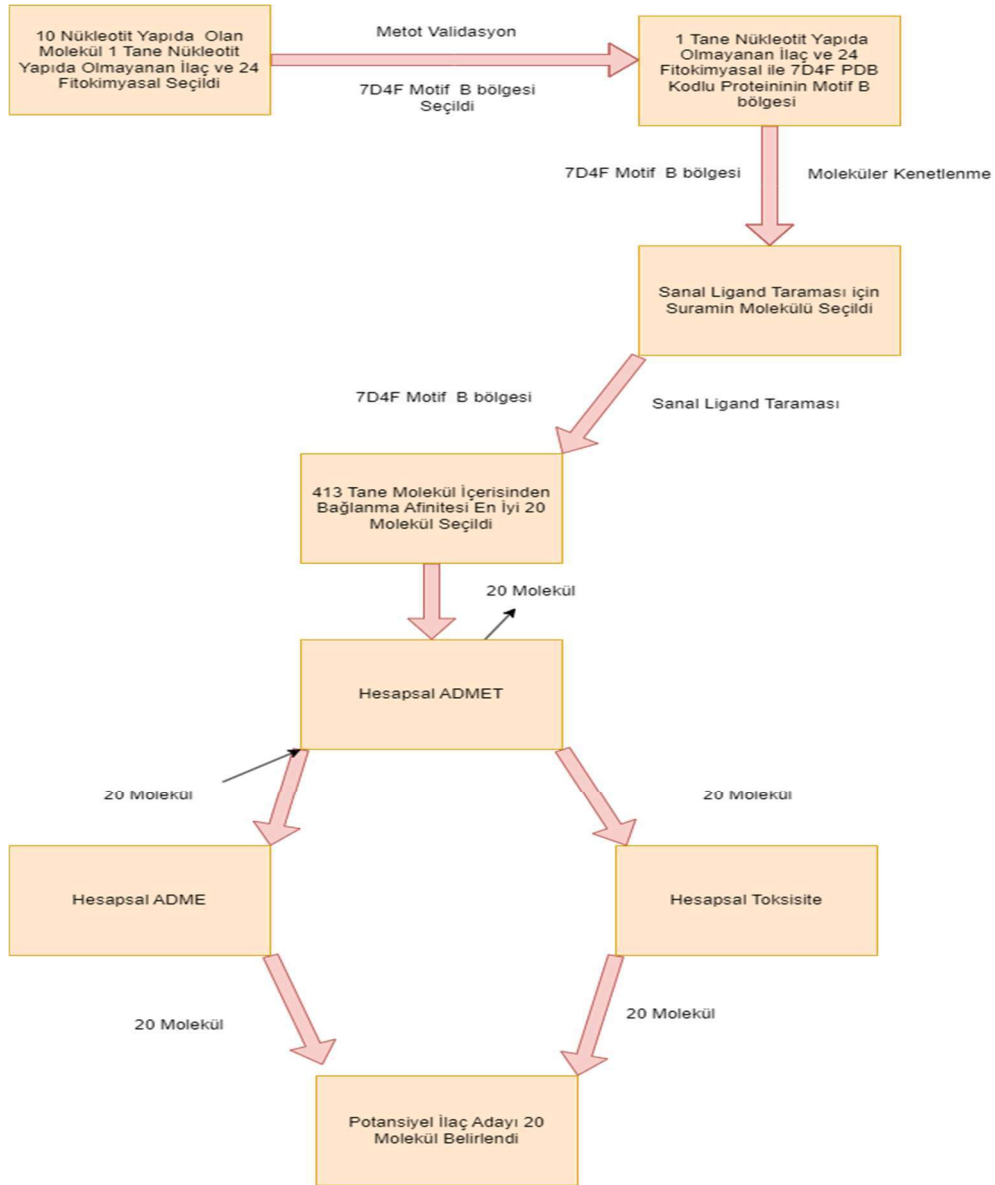 10 Nükleotit Yapıda Olan
Molekül 1 Tane Nükleotit
Yapıda Olmayanan İlaç ve 24
Fitokimyasal Seçildi
Metot Validasyon
7D4F Motif B bölgesi
Seçildi
1 Tane Nükleotit Yapıda
Olmayanan İlaç ve 24
Fitokimyasal ile 7D4F PDB
Kodlu Proteininin Motif B
bölgesi
7D4F Motif B bölgesi
Moleküler Kenetlenme
Sanal Ligand Taraması için
Suramin Molekülü Seçildi
7D4F Motif B bölgesi
Sanal Ligand Taraması
413 Tane Molekül İçerisinden
Bağlanma Afinitesi En İyi 20
Molekül Seçildi
20 Molekül
Hesapsal ADMET
20 Molekül
20 Molekül
Hesapsal ADME
Hesapsal Toksisite
20 Molekül
20 Molekül
Potansiyel İlaç Adayı 20
Molekül Belirlendi